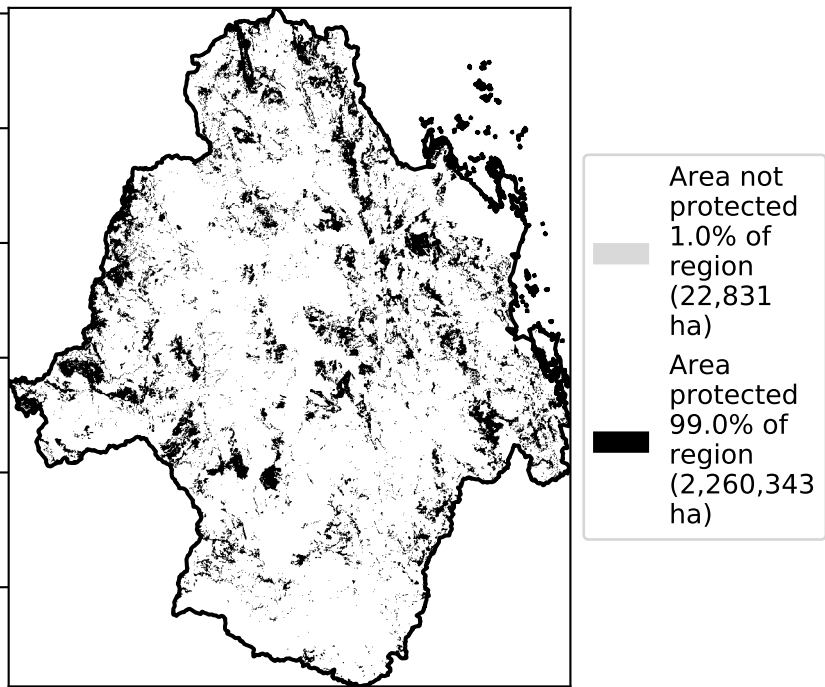 Area not
protected
1.0% of
region
(22,831
ha)
Area
protected
99.0% of
region
(2,260,343
ha)